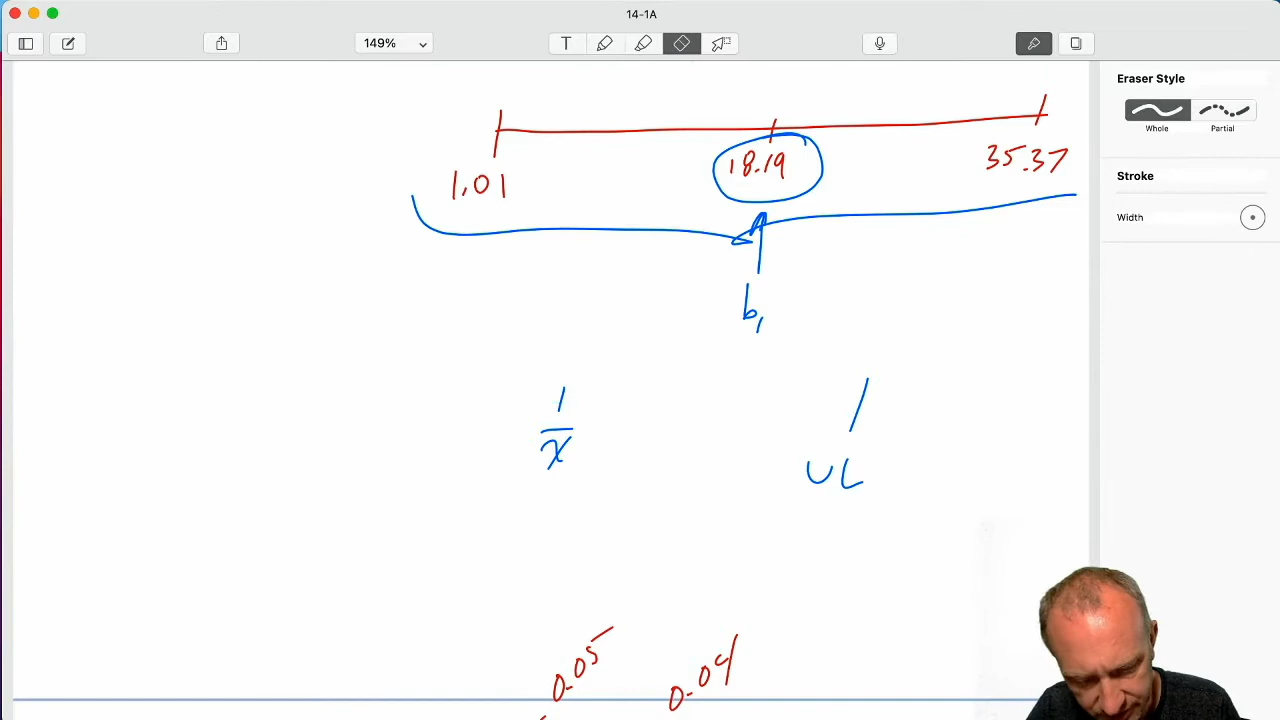 14-1A
149%
T
Eraser Style
Whole
Partial
Stroke
Width
1.01
18.19
35.37
b1
1
x
UL
0.05
0.04